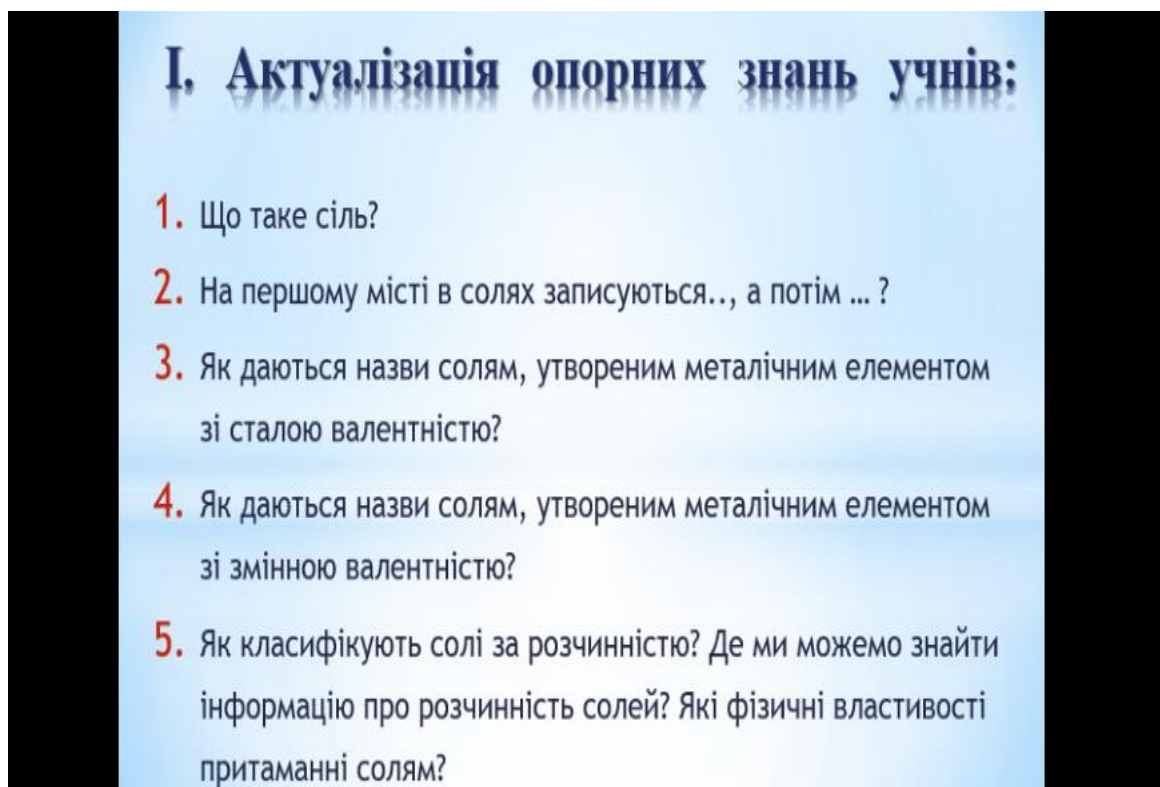 І. Актуалізація опорних знань учнів:
1. Що таке сіль?
2. На першому місті в солях записуються.., а потім ... ?
3. Як даються назви солям, утвореним металічним елементом
зі сталою валентністю?
4. Як даються назви солям, утвореним металічним елементом
зі змінною валентністю?
5. Як класифікують солі за розчинністю? Де ми можемо знайти
інформацію про розчинність солей? Які фізичні властивості
притаманні солям?